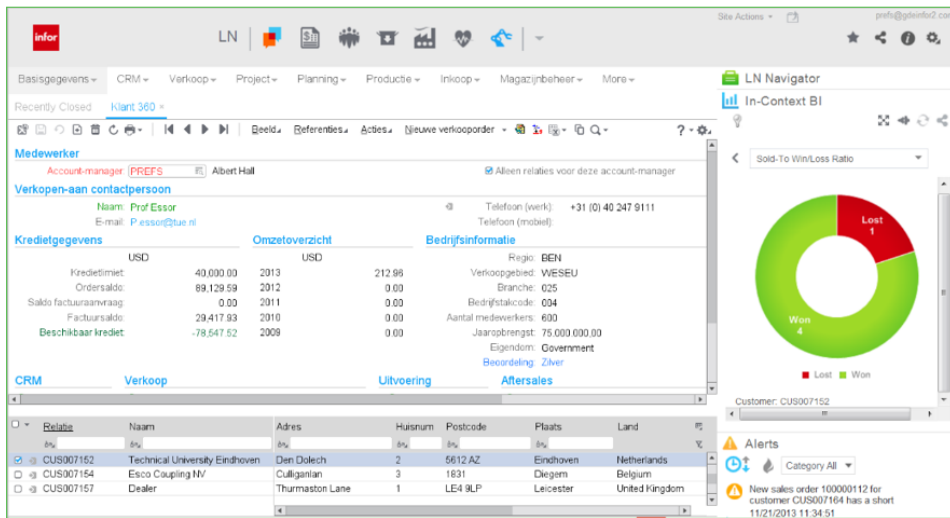 Site Actions
prefs@gdeinfor2.com
infor
LN
Basisgegevens CRM Verkoop Project Planning Productie Inkoop Magazijnbeheer More
LN Navigator
Recently Closed Klant 360 ×
In-Context BI
Beeld Referenties Acties Nieuwe verkooporder
?
Medewerker
Account-manager: PREFS Albert Hall
Alleen relaties voor deze account-manager
Sold-To Win/Loss Ratio
Verkopen-aan contactpersoon
Naam: Prof Essor Telefoon (werk): +31 (0) 40 247 9111
E-mail: P.essor@tue.nl Telefoon (mobiel):
Kredietgegevens Omzetoverzicht Bedrijfsinformatie
USD USD Regio: BEN
Kredietlimiet: 40,000.00 2013 212.96 Verkoopgebied: WESEU
Ordersaldo: 89,129.59 2012 0.00 Branche: 025
Saldo factuuraanvraag: 0.00 2011 0.00 Bedrijfstakcode: 004
Factuursaldo: 29,417.93 2010 0.00 Aantal medewerkers: 600
Beschikbaar krediet: -78,547.52 2009 0.00 Jaaropbrengst: 75.000.000,00
Eigendom: Government
Beoordeling: Zilver
CRM Verkoop Uitvoering Aftersales
Lost
1
Won
4
Lost Won
Customer: CUS007152
Relatie Naam Adres Huisnum Postcode Plaats Land
CUS007152 Technical University Eindhoven Den Dolech 2 5612 AZ Eindhoven Netherlands
CUS007154 Esco Coupling NV Culliganlan 3 1831 Diegem Belgium
CUS007157 Dealer Thurmaston Lane 1 LE4 9LP Leicester United Kingdom
Alerts
Category All
New sales order 100000112 for
customer CUS007164 has a short
11/21/2013 11:34:51